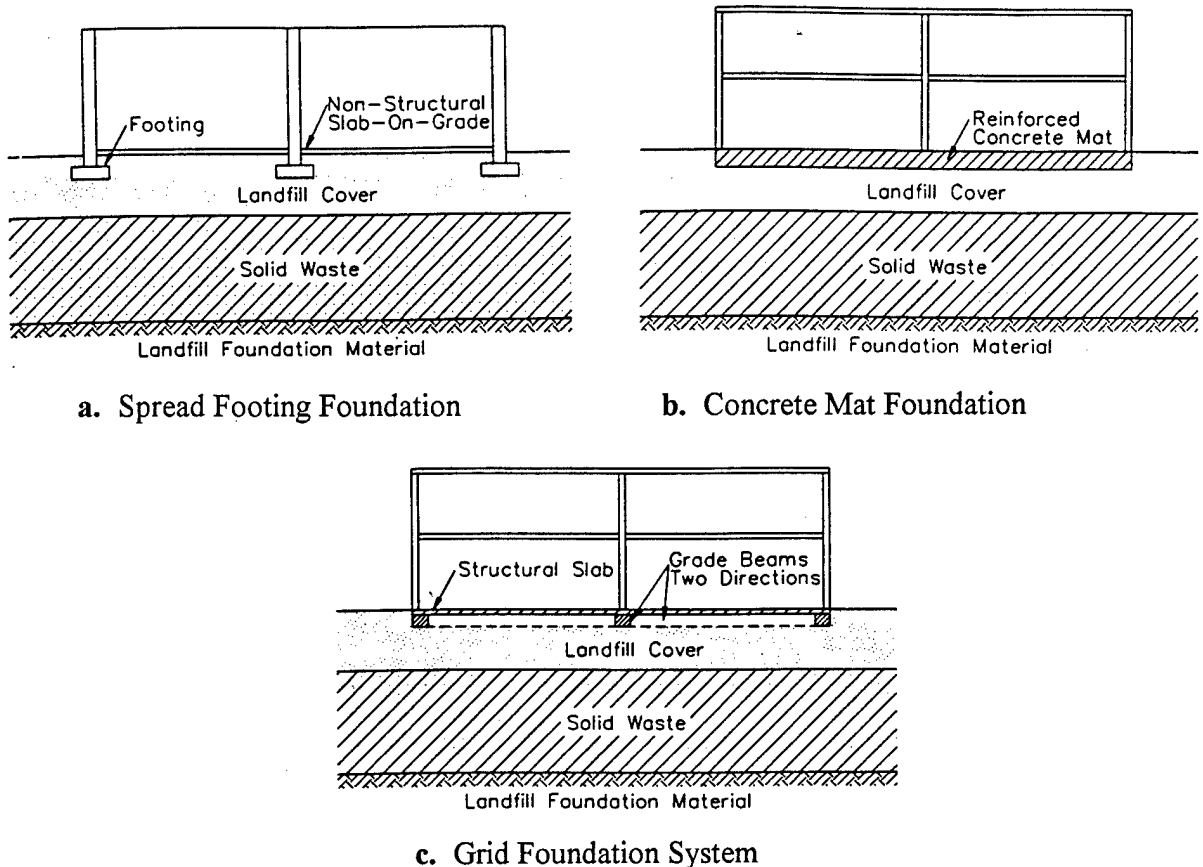 Footing
Non-Structural
Slab-On-Grade
Landfill Cover
Solid Waste
Landfill Foundation Material
a. Spread Footing Foundation
Reinforced
Concrete Mat
Landfill Cover
Solid Waste
Landfill Foundation Material
b. Concrete Mat Foundation
Structural Slab
Grade Beams
Two Directions
Landfill Cover
Solid Waste
Landfill Foundation Material
c. Grid Foundation System